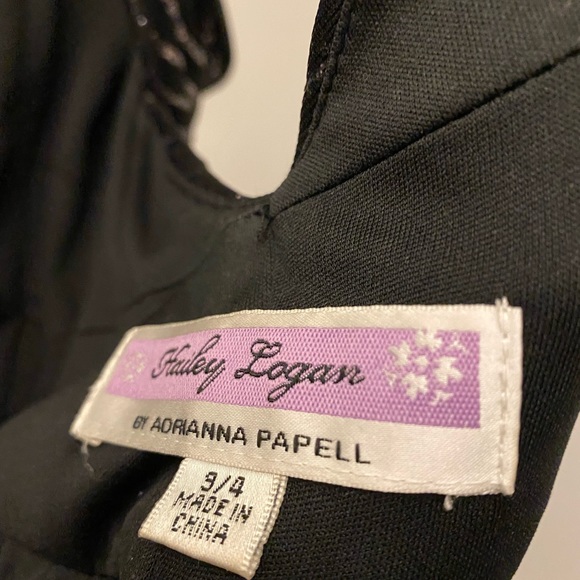 Hailey Logan
BY ADRIANNA PAPELL
3/4
MADE IN
CHINA